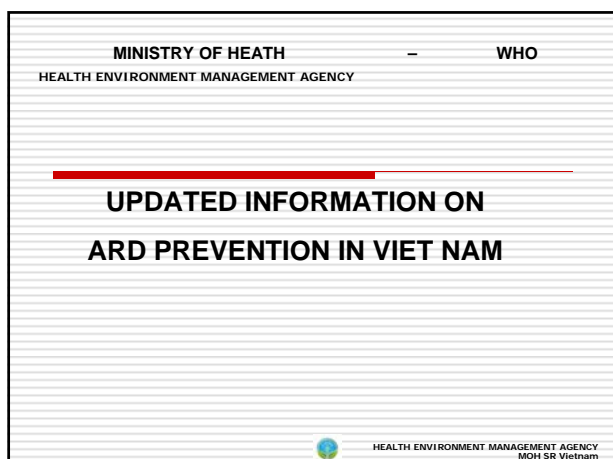 MINISTRY OF HEATH – WHO
HEALTH ENVIRONMENT MANAGEMENT AGENCY
UPDATED INFORMATION ON
ARD PREVENTION IN VIET NAM
HEALTH ENVIRONMENT MANAGEMENT AGENCY
MOH SR Vietnam